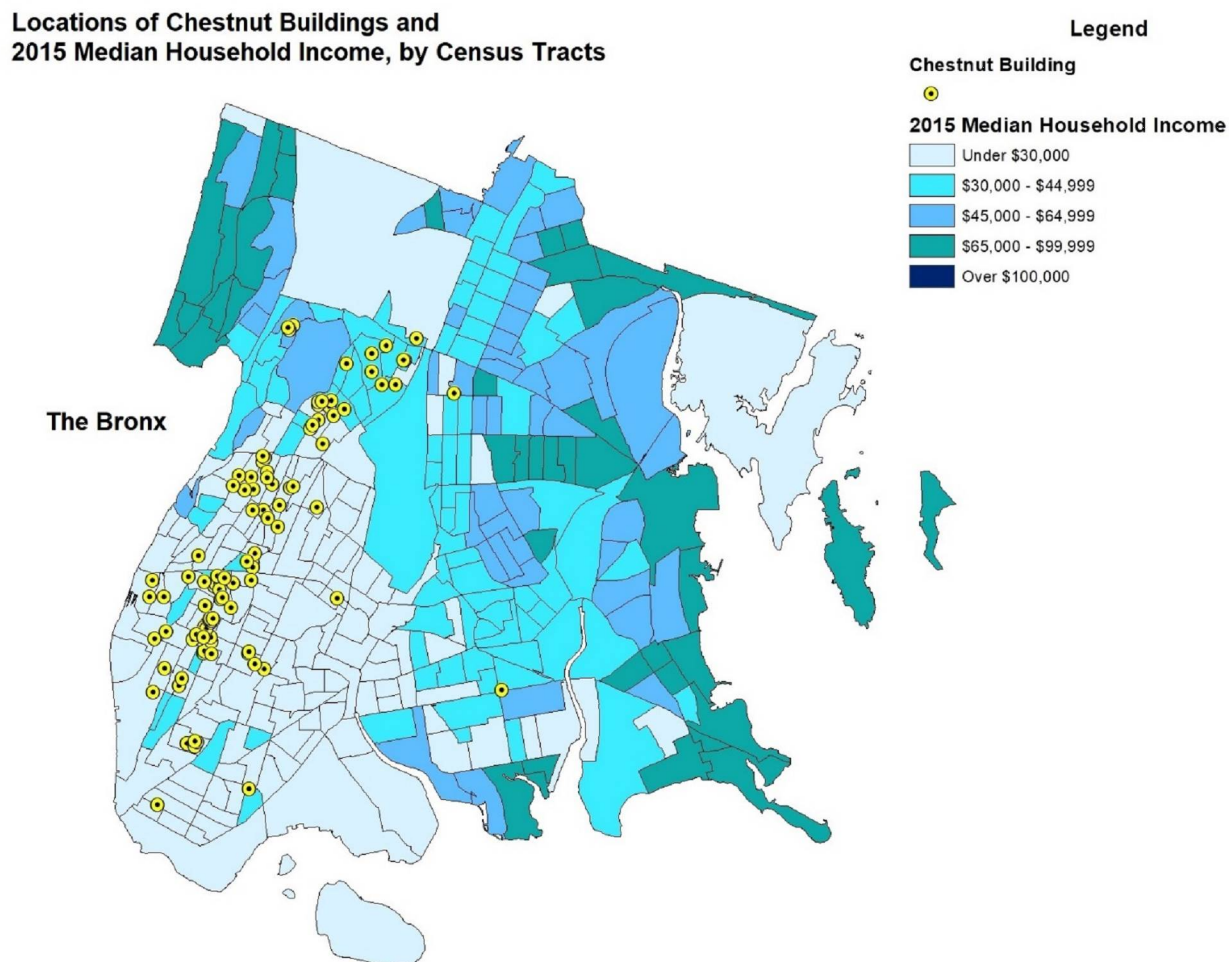 Locations of Chestnut Buildings and
2015 Median Household Income, by Census Tracts
Legend
Chestnut Building
2015 Median Household Income
Under $30,000
$30,000 - $44,999
$45,000 - $64,999
$65,000 - $99,999
Over $100,000
The Bronx